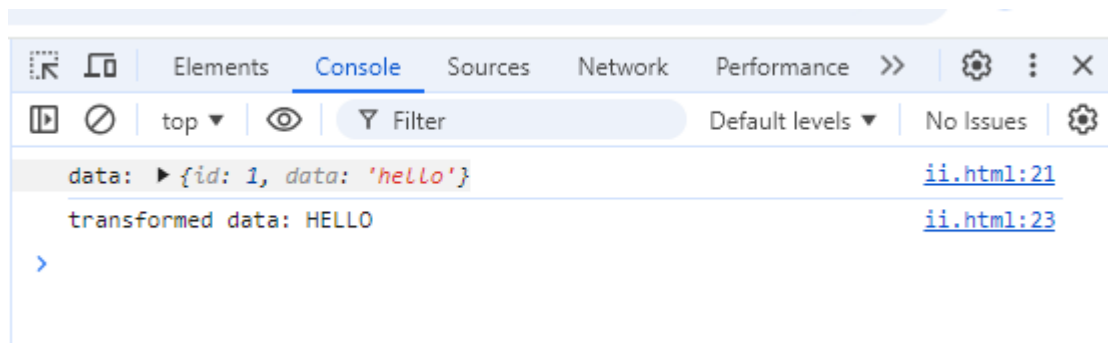 Elements Console Sources Network Performance
top Filter Default levels No Issues
data: {id: 1, data: 'hello'} ii.html:21
transformed data: HELLO ii.html:23